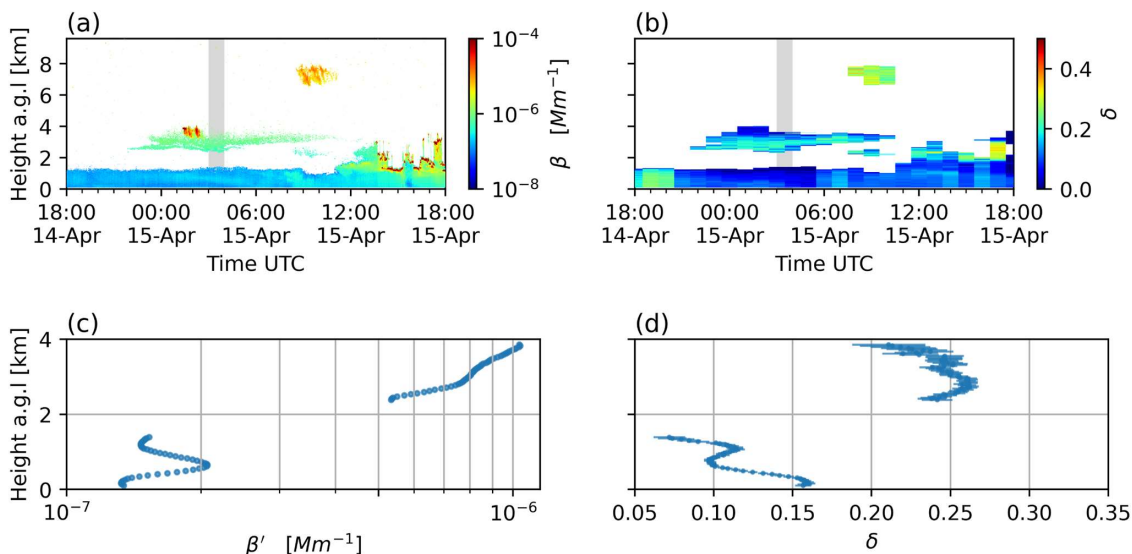 (a)
Height a.g.l [km]
8
6
4
2
0
18:00 00:00 06:00 12:00 18:00
14-Apr 15-Apr 15-Apr 15-Apr 15-Apr
Time UTC
10⁻⁴
10⁻⁶
10⁻⁸
β [Mm⁻¹]
(b)
18:00 00:00 06:00 12:00 18:00
14-Apr 15-Apr 15-Apr 15-Apr 15-Apr
Time UTC
0.4
0.2
0.0
δ
(c)
Height a.g.l [km]
4
2
0
10⁻⁷ 10⁻⁶
β′ [Mm⁻¹]
(d)
0.05 0.10 0.15 0.20 0.25 0.30 0.35
δ